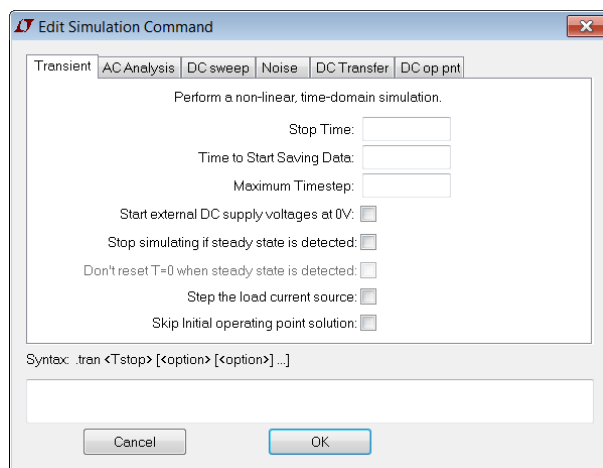 Edit Simulation Command
Transient AC Analysis DC sweep Noise DC Transfer DC op pnt
Perform a non-linear, time-domain simulation.
Stop Time:
Time to Start Saving Data:
Maximum Timestep:
Start external DC supply voltages at 0V:
Stop simulating if steady state is detected:
Don't reset T=0 when steady state is detected:
Step the load current source:
Skip Initial operating point solution:
Syntax: .tran <Tstop> [<option> [<option>] ...]
Cancel OK